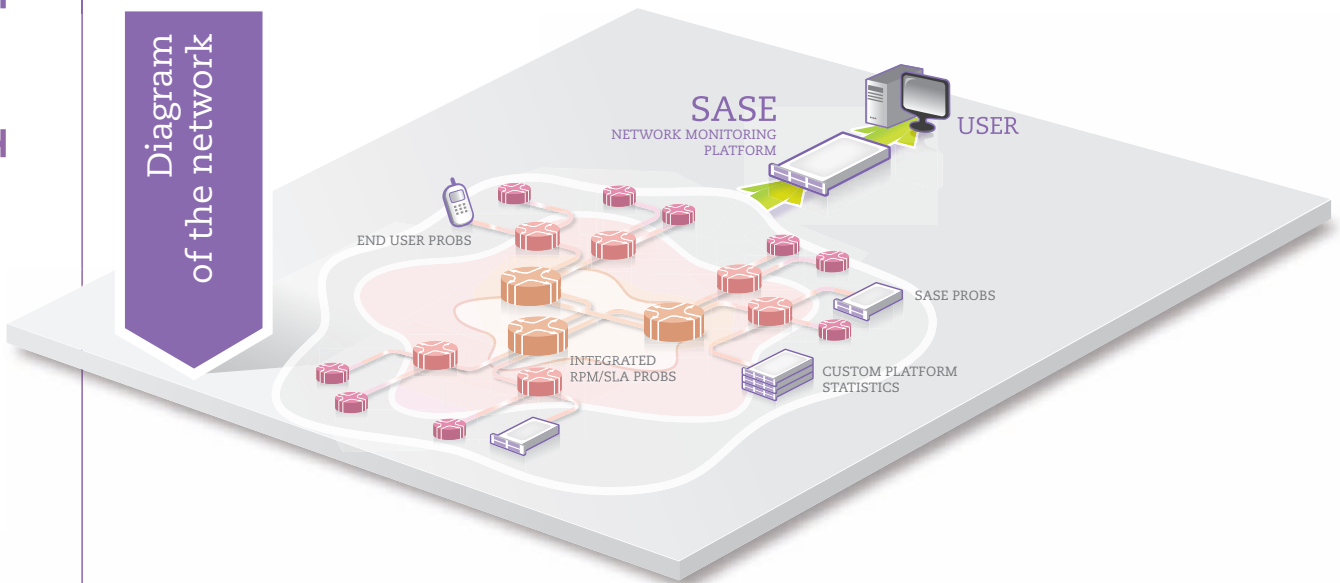 Diagram
of the network
SASE
NETWORK MONITORING
PLATFORM
USER
END USER PROBS
SASE PROBS
INTEGRATED
RPM/SLA PROBS
CUSTOM PLATFORM
STATISTICS